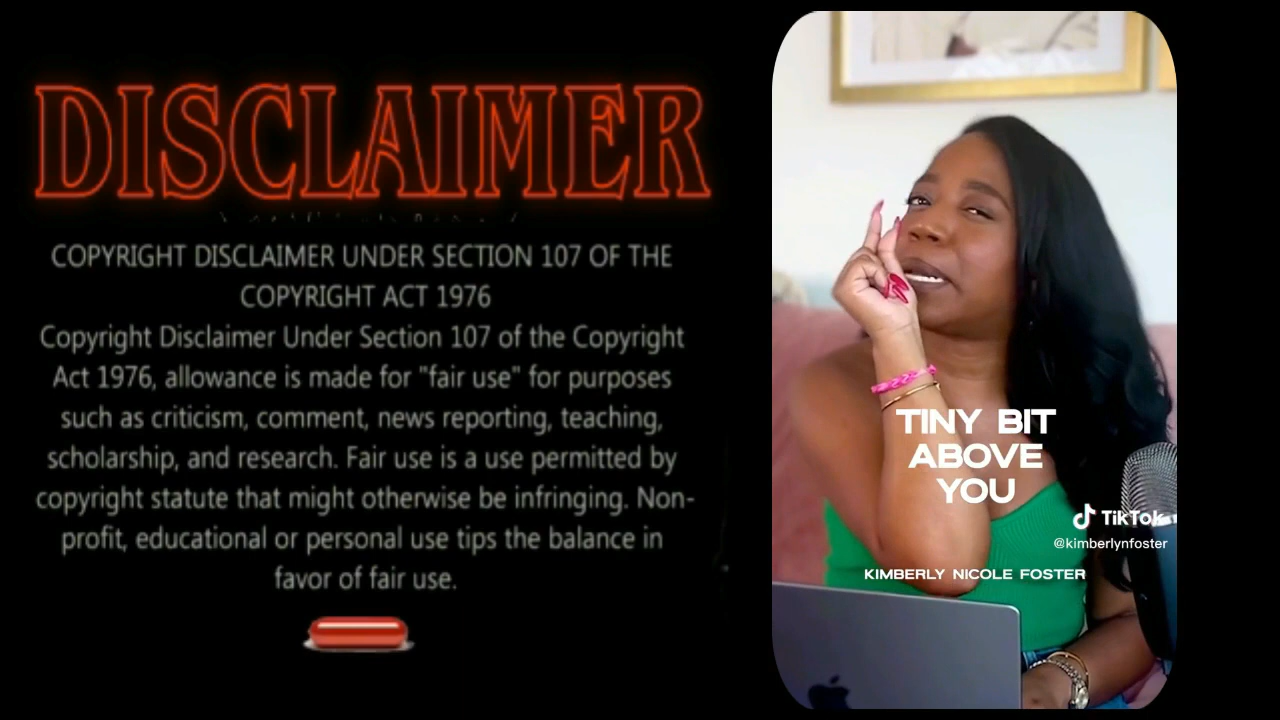 DISCLAIMER
COPYRIGHT DISCLAIMER UNDER SECTION 107 OF THE
COPYRIGHT ACT 1976
Copyright Disclaimer Under Section 107 of the Copyright
Act 1976, allowance is made for "fair use" for purposes
such as criticism, comment, news reporting, teaching,
scholarship, and research. Fair use is a use permitted by
copyright statute that might otherwise be infringing. Non-
profit, educational or personal use tips the balance in
favor of fair use.
TINY BIT
ABOVE
YOU
TikTok
@kimberlynfoster
KIMBERLY NICOLE FOSTER